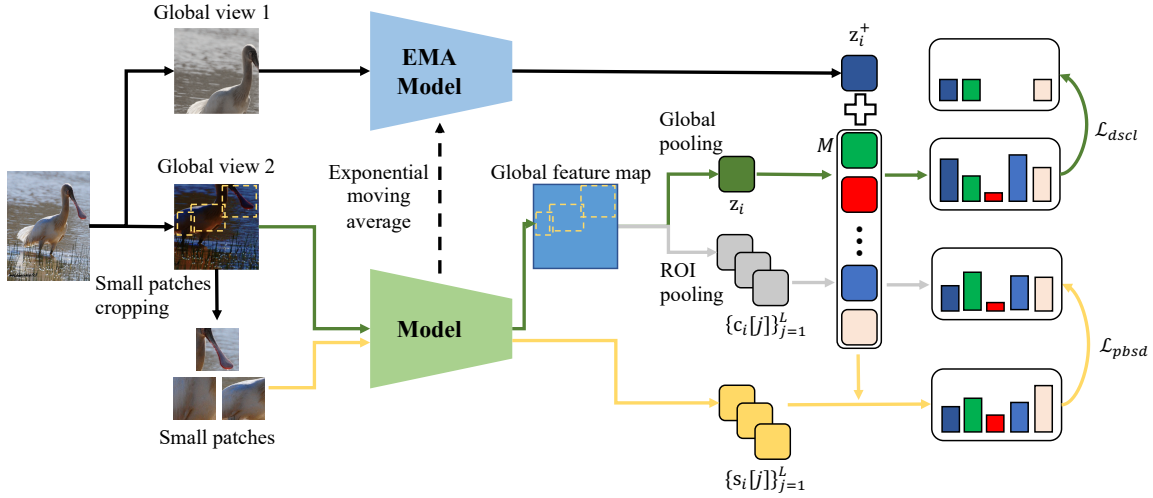 Global view 1
EMA
Model
z_i^+
Global view 2
Exponential
moving
average
Global feature map
Global
pooling
z_i
M
ℒ_dscl
Small patches
cropping
Model
ROI
pooling
{c_i[j]}_{j=1}^L
ℒ_pbsd
Small patches
{s_i[j]}_{j=1}^L